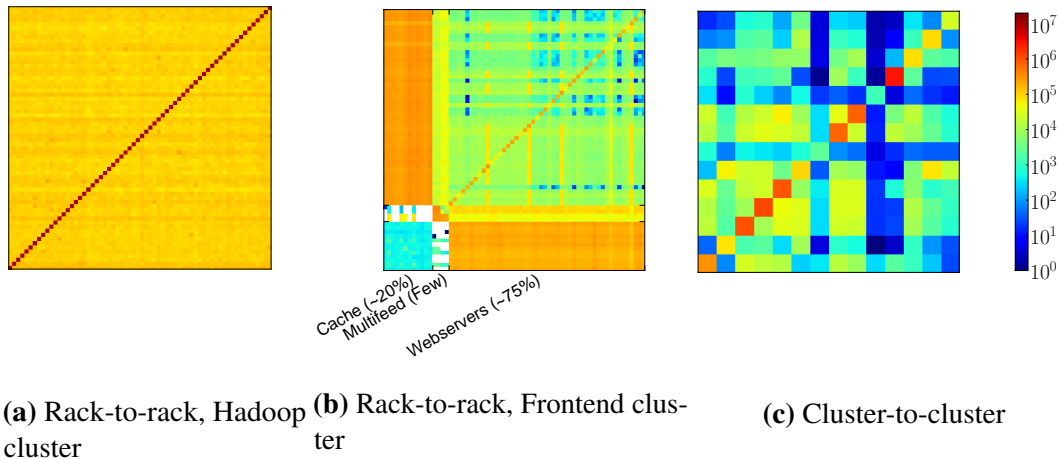 10^7
10^6
10^5
10^4
10^3
10^2
10^1
10^0
Cache (~20%)
Multifeed (Few)
Webservers (~75%)
(a) Rack-to-rack, Hadoop
cluster
(b) Rack-to-rack, Frontend clus-
ter
(c) Cluster-to-cluster